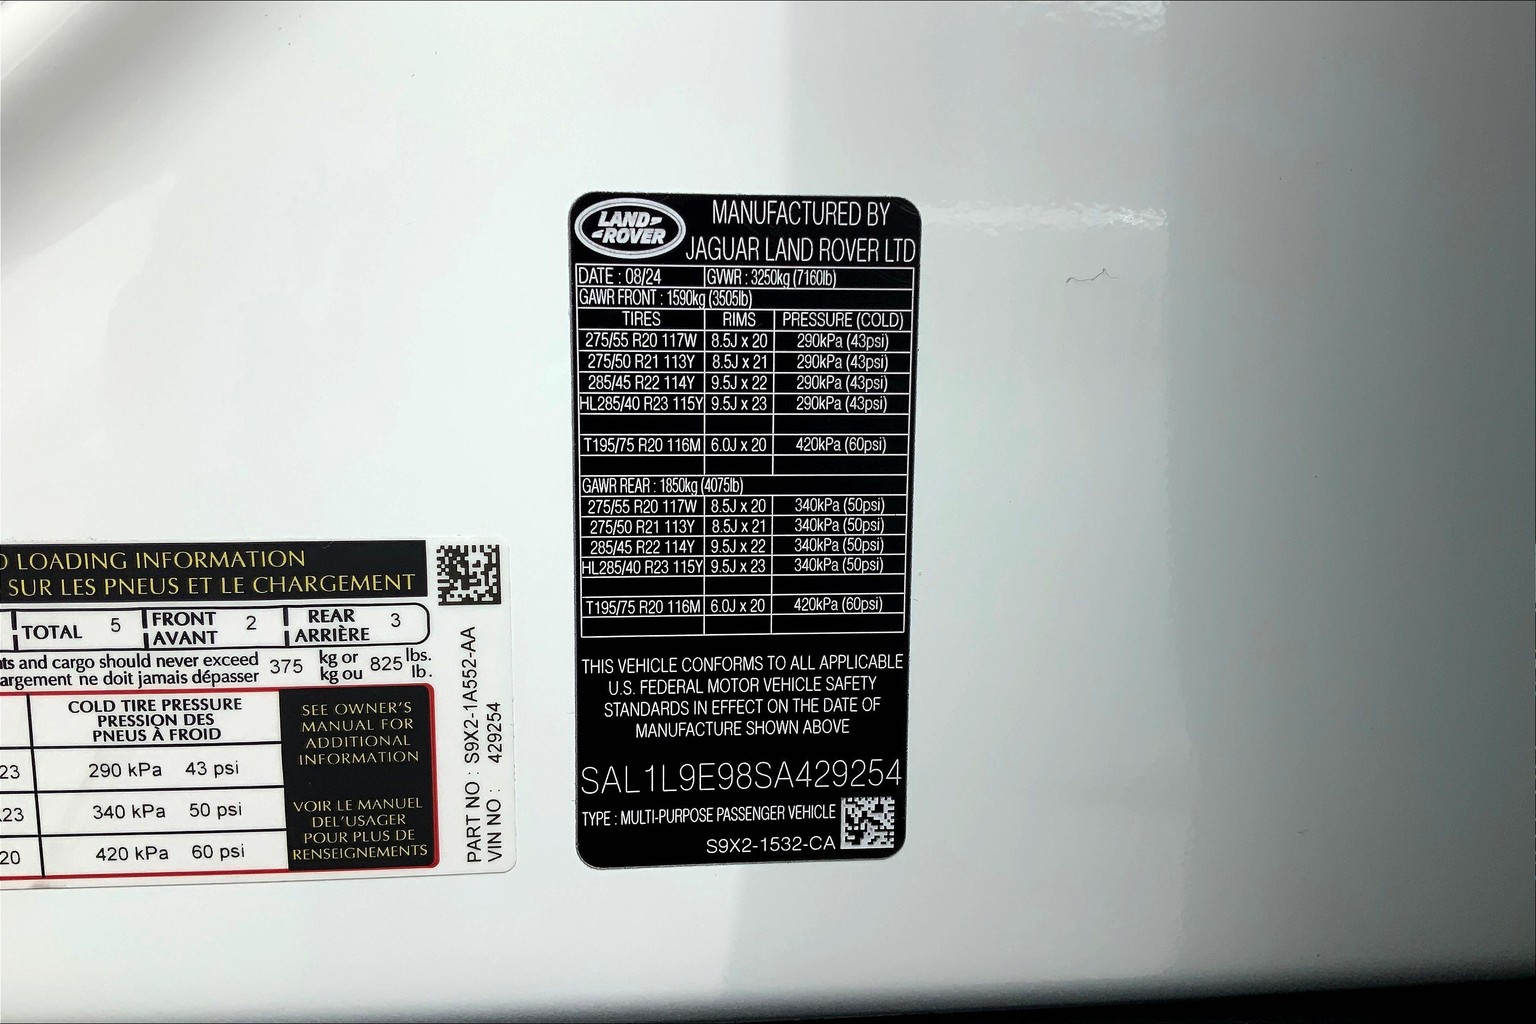 LAND-
-ROVER
MANUFACTURED BY
JAGUAR LAND ROVER LTD
DATE : 08/24 GVWR : 3250kg (7160lb)
GAWR FRONT : 1590kg (3505lb)
TIRES RIMS PRESSURE (COLD)
275/55 R20 117W 8.5J x 20 290kPa (43psi)
275/50 R21 113Y 8.5J x 21 290kPa (43psi)
285/45 R22 114Y 9.5J x 22 290kPa (43psi)
HL285/40 R23 115Y 9.5J x 23 290kPa (43psi)
T195/75 R20 116M 6.0J x 20 420kPa (60psi)
GAWR REAR : 1850kg (4075lb)
275/55 R20 117W 8.5J x 20 340kPa (50psi)
275/50 R21 113Y 8.5J x 21 340kPa (50psi)
285/45 R22 114Y 9.5J x 22 340kPa (50psi)
HL285/40 R23 115Y 9.5J x 23 340kPa (50psi)
T195/75 R20 116M 6.0J x 20 420kPa (60psi)
THIS VEHICLE CONFORMS TO ALL APPLICABLE
U.S. FEDERAL MOTOR VEHICLE SAFETY
STANDARDS IN EFFECT ON THE DATE OF
MANUFACTURE SHOWN ABOVE
SAL1L9E98SA429254
TYPE : MULTI-PURPOSE PASSENGER VEHICLE
S9X2-1532-CA
LOADING INFORMATION
SUR LES PNEUS ET LE CHARGEMENT
TOTAL 5 FRONT AVANT 2 REAR ARRIÈRE 3
and cargo should never exceed 375 kg or 825 lbs.
ne doit jamais dépasser kg ou lb.
COLD TIRE PRESSURE
PRESSION DES
PNEUS À FROID
23 290 kPa 43 psi
23 340 kPa 50 psi
20 420 kPa 60 psi
SEE OWNER'S
MANUAL FOR
ADDITIONAL
INFORMATION
VOIR LE MANUEL
DEL'USAGER
POUR PLUS DE
RENSEIGNEMENTS
PART NO : S9X2-1A552-AA
VIN NO : 429254